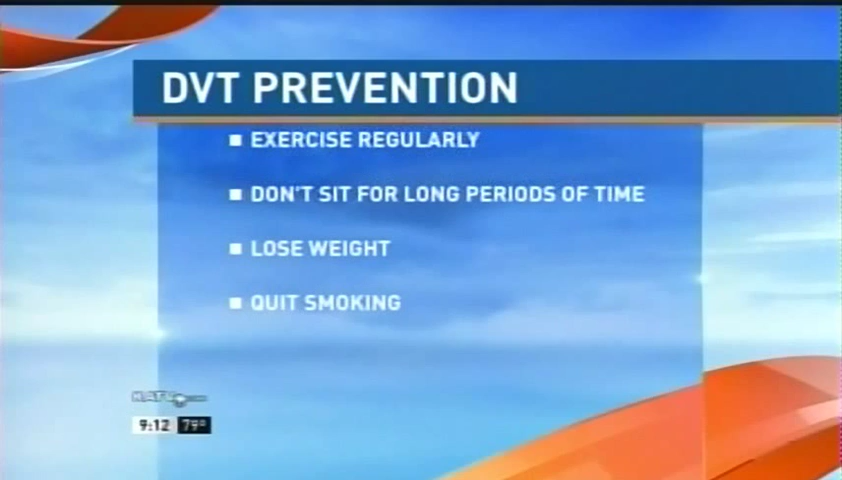 DVT PREVENTION
■ EXERCISE REGULARLY
■ DON'T SIT FOR LONG PERIODS OF TIME
■ LOSE WEIGHT
■ QUIT SMOKING
9:12 79°